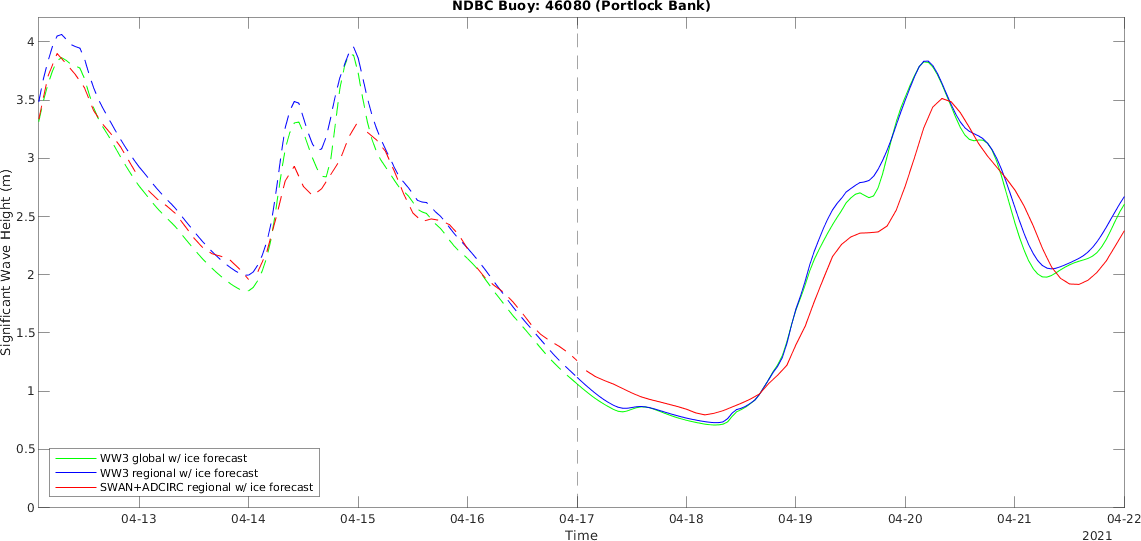 NDBC Buoy: 46080 (Portlock Bank)
Significant Wave Height (m)
4
3.5
3
2.5
2
1.5
1
0.5
0
WW3 global w/ ice forecast
WW3 regional w/ ice forecast
SWAN+ADCIRC regional w/ ice forecast
04-13 04-14 04-15 04-16 04-17 04-18 04-19 04-20 04-21 04-22
Time
2021